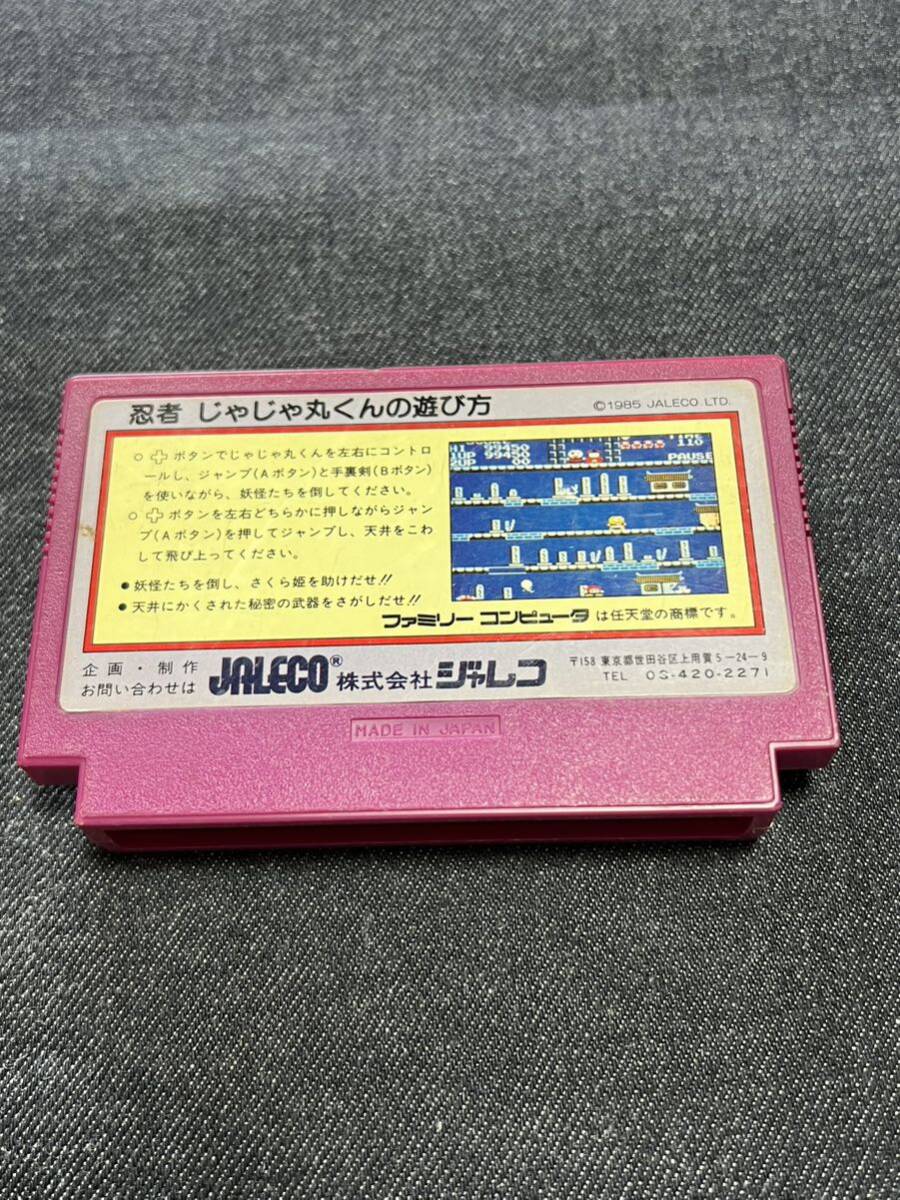 忍者 じゃじゃ丸くんの遊び方
©1985 JALECO LTD.
○ ボタンでじゃじゃ丸くんを左右にコントロ
ールし、ジャンプ(Aボタン)と手裏剣(Bボタン)
を使いながら、妖怪たちを倒してください。
○ ボタンを左右どちらかに押しながらジャン
プ(Aボタン)を押してジャンプし、天井をこわ
して飛び上ってください。
●妖怪たちを倒し、さくら姫を助けだせ!!
●天井にかくされた秘密の武器をさがしだせ!!
HI 99450
1UP 99450
2UP 00
PAUSE
ファミリーコンピュータ は任天堂の商標です。
企画・制作
お問い合わせは
JALECO® 株式会社ジャレコ
〒158 東京都世田谷区上用賀5-24-9
TEL 03-420-2271
MADE IN JAPAN